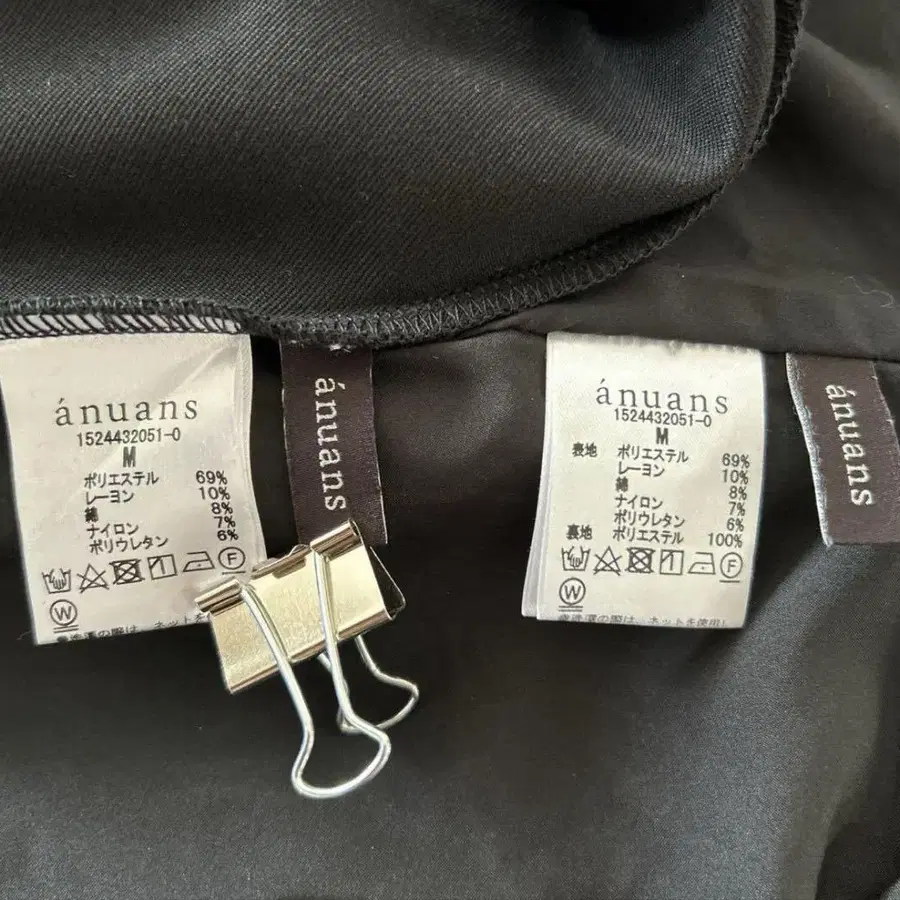 ánuans
1524432051-0
M
ポリエステル 69%
レーヨン 10%
綿 8%
ナイロン 7%
ポリウレタン 6%
F
W
ánuans
ánuans
1524432051-0
M
表地 ポリエステル 69%
レーヨン 10%
綿 8%
ナイロン 7%
ポリウレタン 6%
裏地 ポリエステル 100%
F
W
ánuans